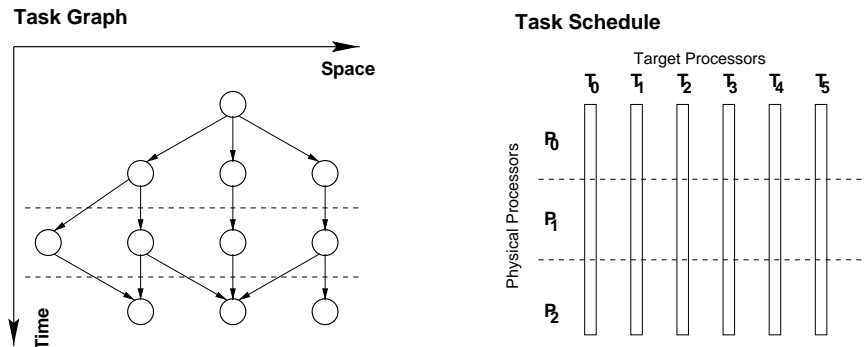 Task Graph
Space
Time
Task Schedule
Target Processors
T0 T1 T2 T3 T4 T5
Physical Processors
P0
P1
P2